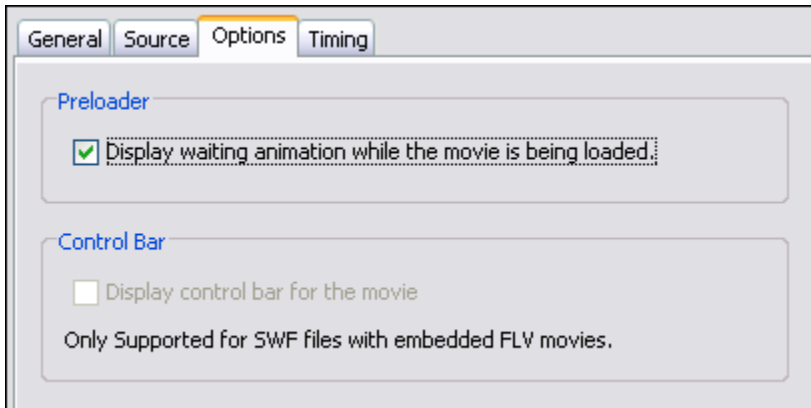 General Source Options Timing
Preloader
Display waiting animation while the movie is being loaded.
Control Bar
Display control bar for the movie
Only Supported for SWF files with embedded FLV movies.